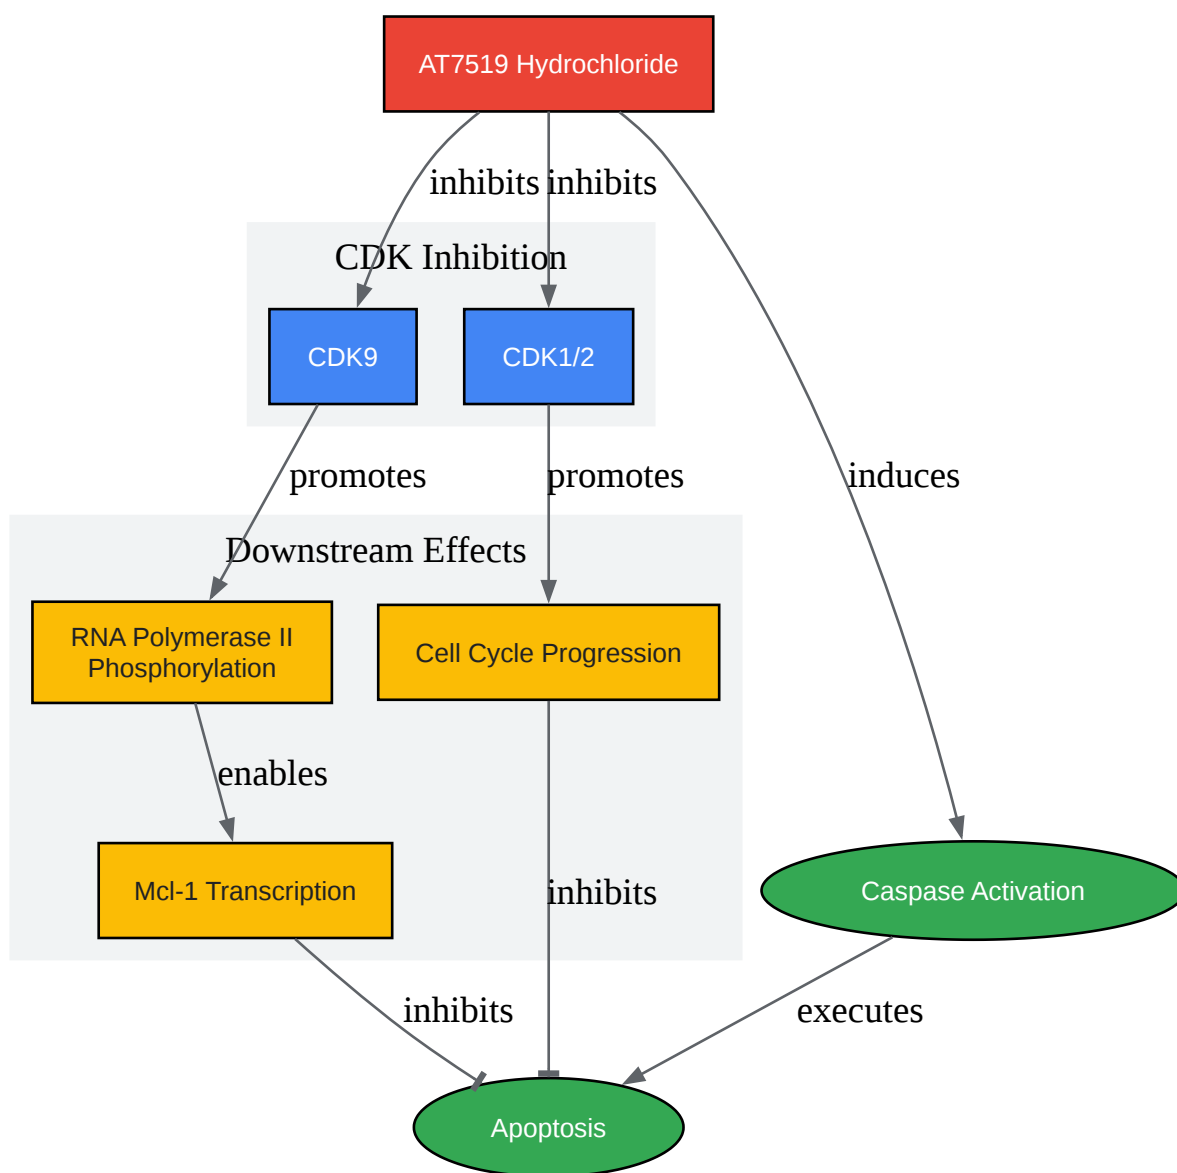 AT7519 Hydrochloride
inhibits
inhibits
CDK Inhibition
CDK9
CDK1/2
promotes
promotes
induces
Downstream Effects
RNA Polymerase II
Phosphorylation
Cell Cycle Progression
enables
Mcl-1 Transcription
inhibits
Caspase Activation
inhibits
executes
Apoptosis